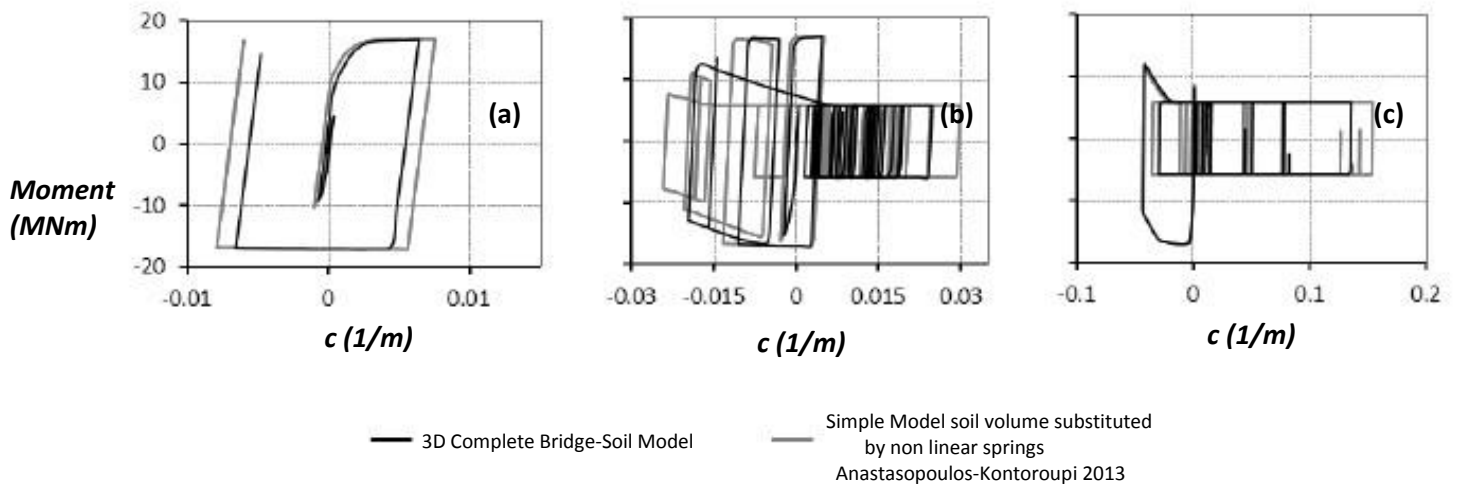 20
10
0
-10
-20
Moment
(MNm)
(a)
(b)
(c)
-0.01 0 0.01
-0.03 -0.015 0 0.015 0.03
-0.1 0 0.1 0.2
c (1/m)
c (1/m)
c (1/m)
3D Complete Bridge-Soil Model
Simple Model soil volume substituted
by non linear springs
Anastasopoulos-Kontoroupi 2013